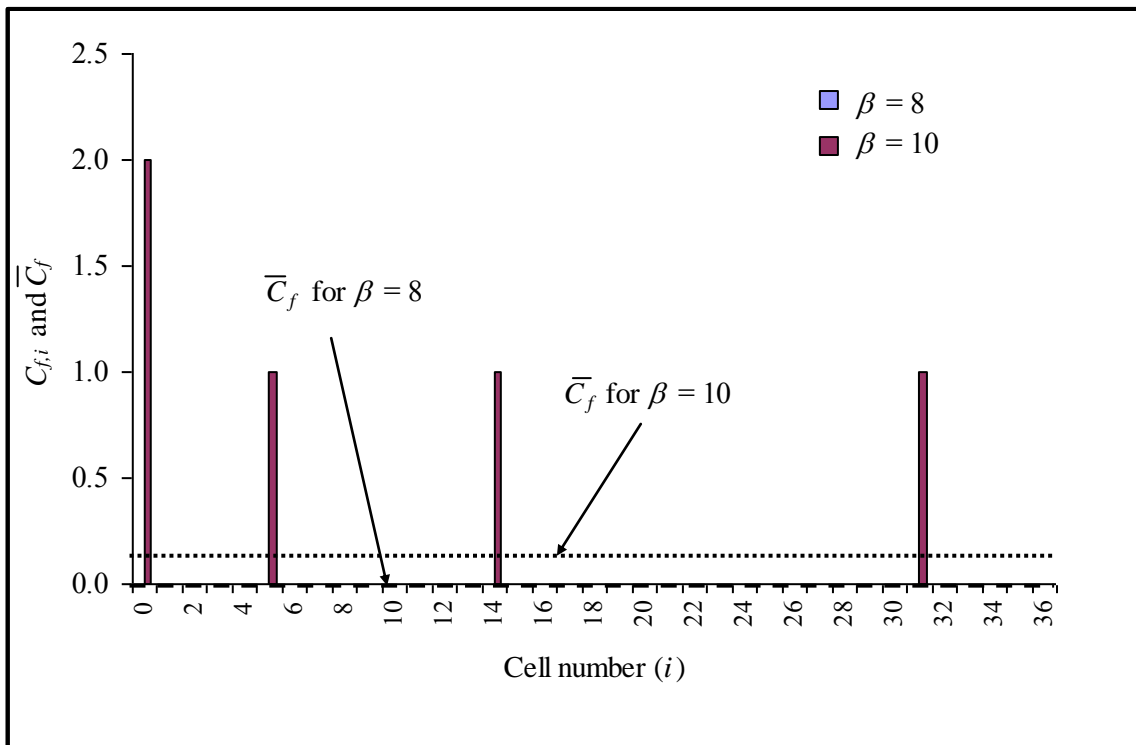 2.5
β = 8
β = 10
2.0
1.5
C̅_f for β = 8
C_{f,i} and C̅_f
1.0
C̅_f for β = 10
0.5
0.0
0 2 4 6 8 10 12 14 16 18 20 22 24 26 28 30 32 34 36
Cell number (i)